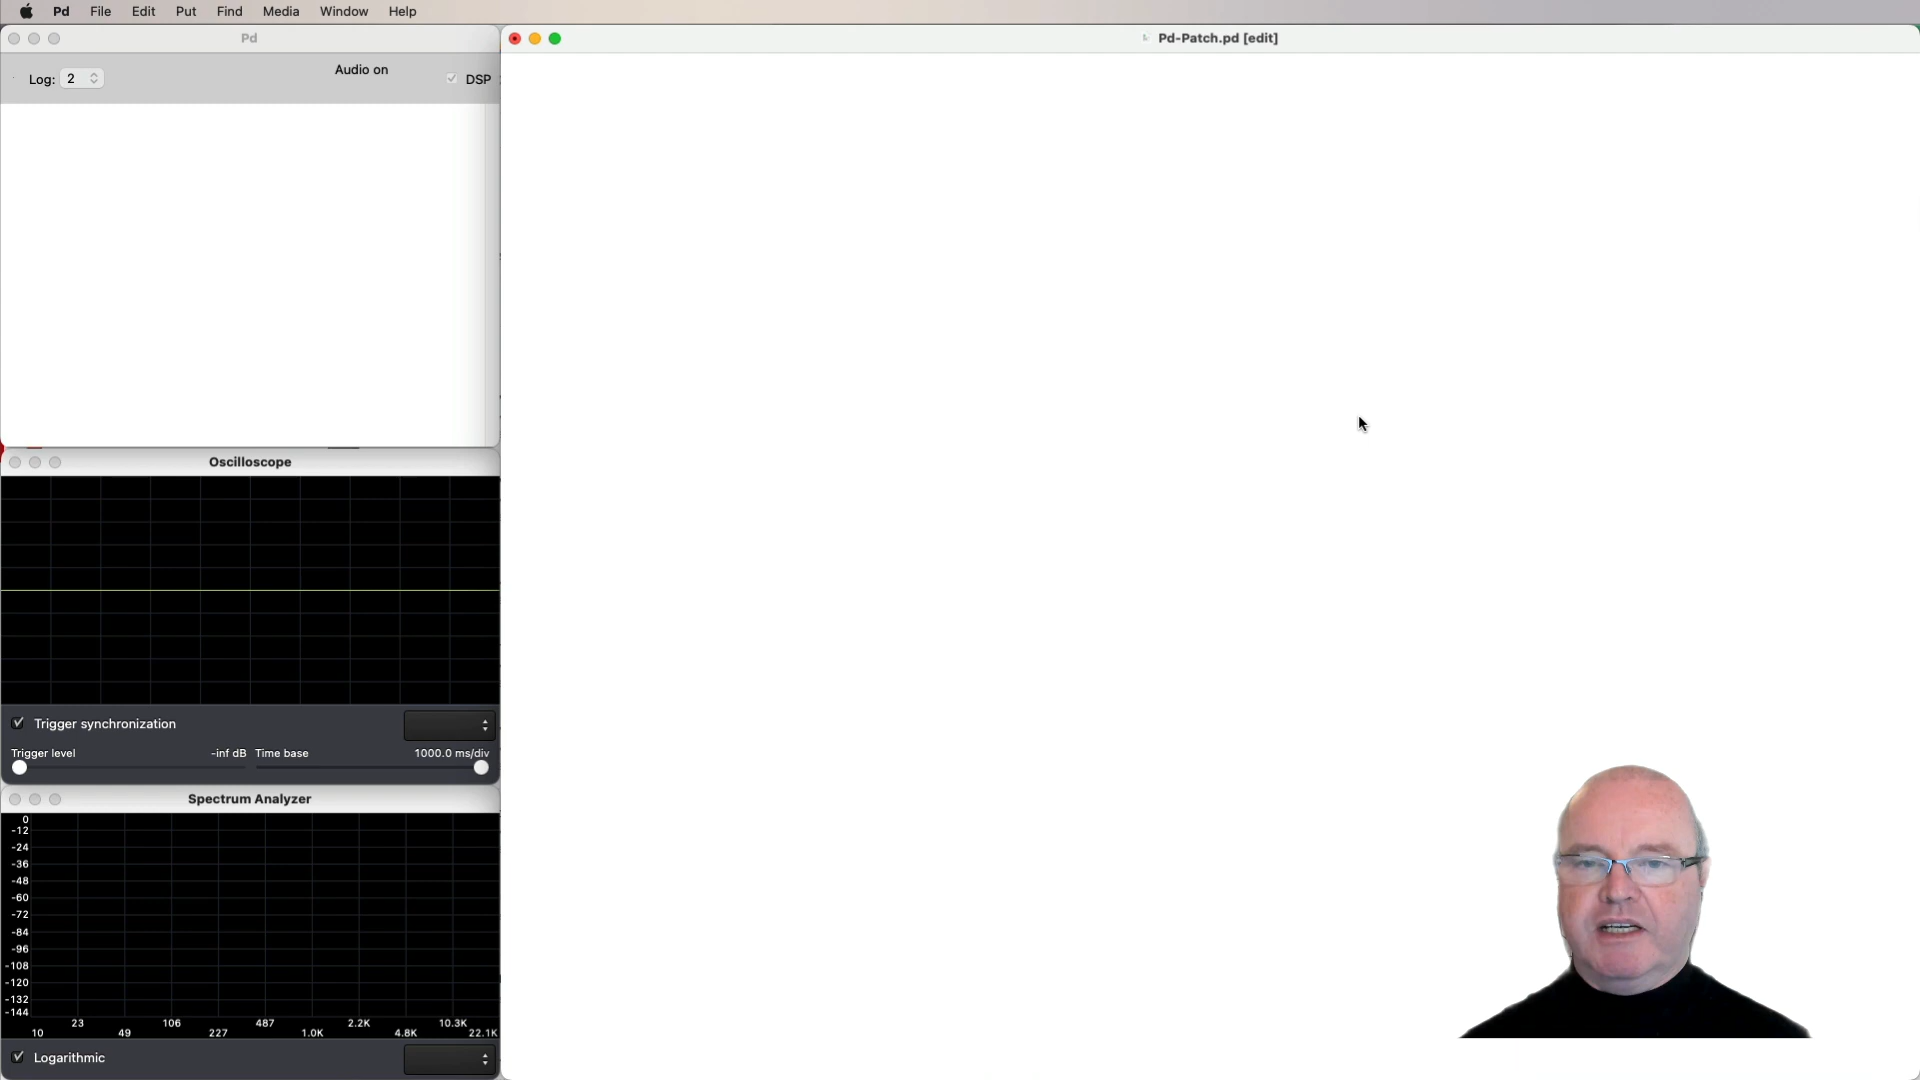 Pd File Edit Put Find Media Window Help
Pd
Pd-Patch.pd [edit]
Log: 2
Audio on
DSP
Oscilloscope
Trigger synchronization
Trigger level -inf dB Time base 1000.0 ms/div
Spectrum Analyzer
0
-12
-24
-36
-48
-60
-72
-84
-96
-108
-120
-132
-144
23 106 487 2.2K 10.3K
10 49 227 1.0K 4.8K 22.1K
Logarithmic